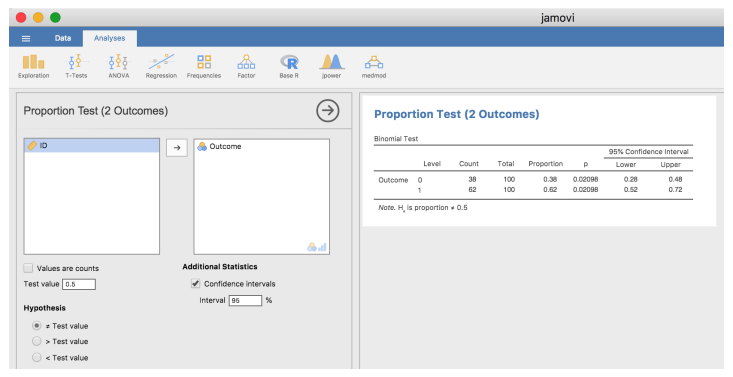 jamovi
☰ Data Analyses
Exploration T-Tests ANOVA Regression Frequencies Factor Base R jpower medmod
Proportion Test (2 Outcomes)
ID
→
Outcome
Values are counts
Test value 0.5
Hypothesis
≠ Test value
> Test value
< Test value
Additional Statistics
Confidence intervals
Interval 95 %
Proportion Test (2 Outcomes)
Binomial Test
95% Confidence Interval
Level Count Total Proportion p Lower Upper
Outcome 0 38 100 0.38 0.02098 0.28 0.48
1 62 100 0.62 0.02098 0.52 0.72
Note. Hₐ is proportion ≠ 0.5